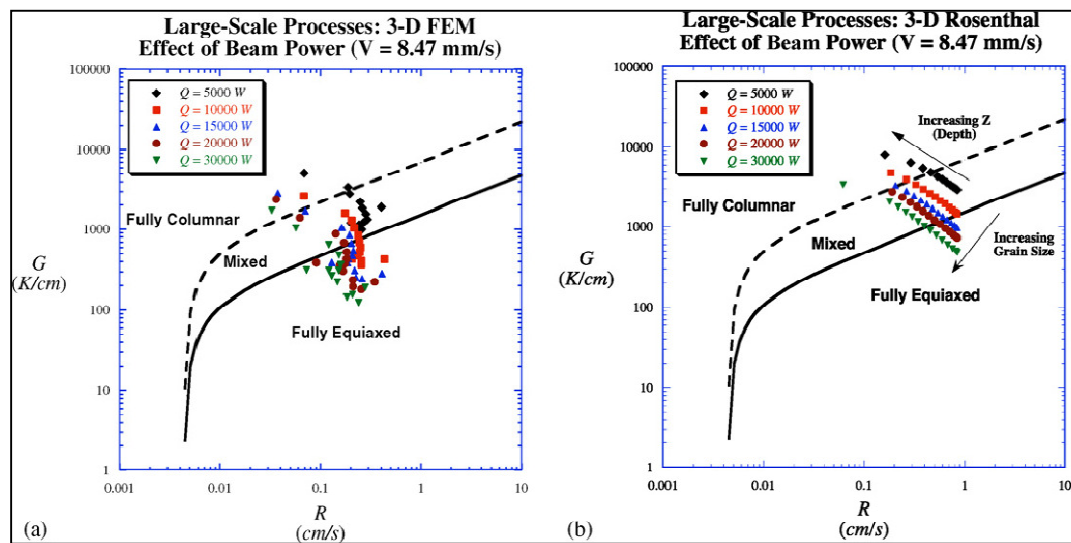 Large-Scale Processes: 3-D FEM
Effect of Beam Power (V = 8.47 mm/s)
100000
10000
1000
100
10
1
G
(K/cm)
Q = 5000 W
Q = 10000 W
Q = 15000 W
Q = 20000 W
Q = 30000 W
Fully Columnar
Mixed
Fully Equiaxed
0.001
0.01
0.1
1
10
R
(cm/s)
(a)
Large-Scale Processes: 3-D Rosenthal
Effect of Beam Power (V = 8.47 mm/s)
100000
10000
1000
100
10
1
G
(K/cm)
Q = 5000 W
Q = 10000 W
Q = 15000 W
Q = 20000 W
Q = 30000 W
Increasing Z
(Depth)
Fully Columnar
Mixed
Increasing
Grain Size
Fully Equiaxed
0.001
0.01
0.1
1
10
R
(cm/s)
(b)